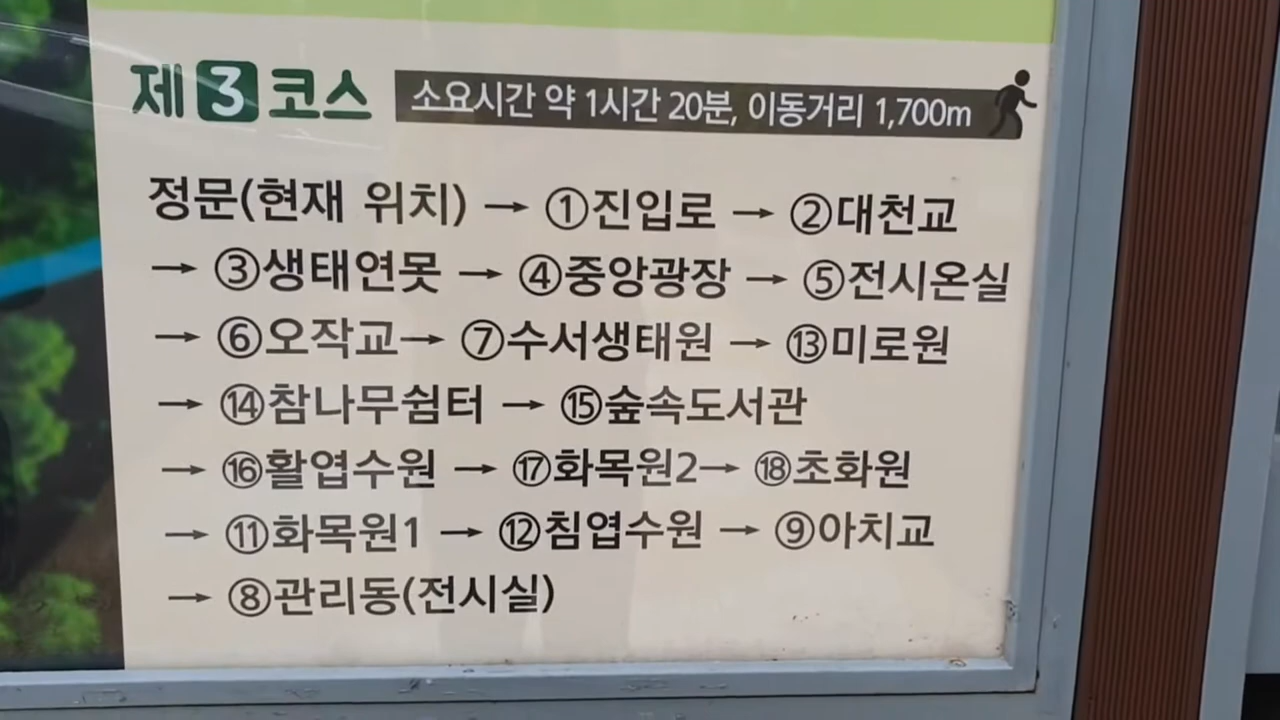 제3코스 소요시간 약 1시간 20분, 이동거리 1,700m
정문(현재 위치) → ①진입로 → ②대천교
→ ③생태연못 → ④중앙광장 → ⑤전시온실
→ ⑥오작교→ ⑦수서생태원 → ⑬미로원
→ ⑭참나무쉼터 → ⑮숲속도서관
→ ⑯활엽수원 → ⑰화목원2→ ⑱초화원
→ ⑪화목원1 → ⑫침엽수원 → ⑨아치교
→ ⑧관리동(전시실)